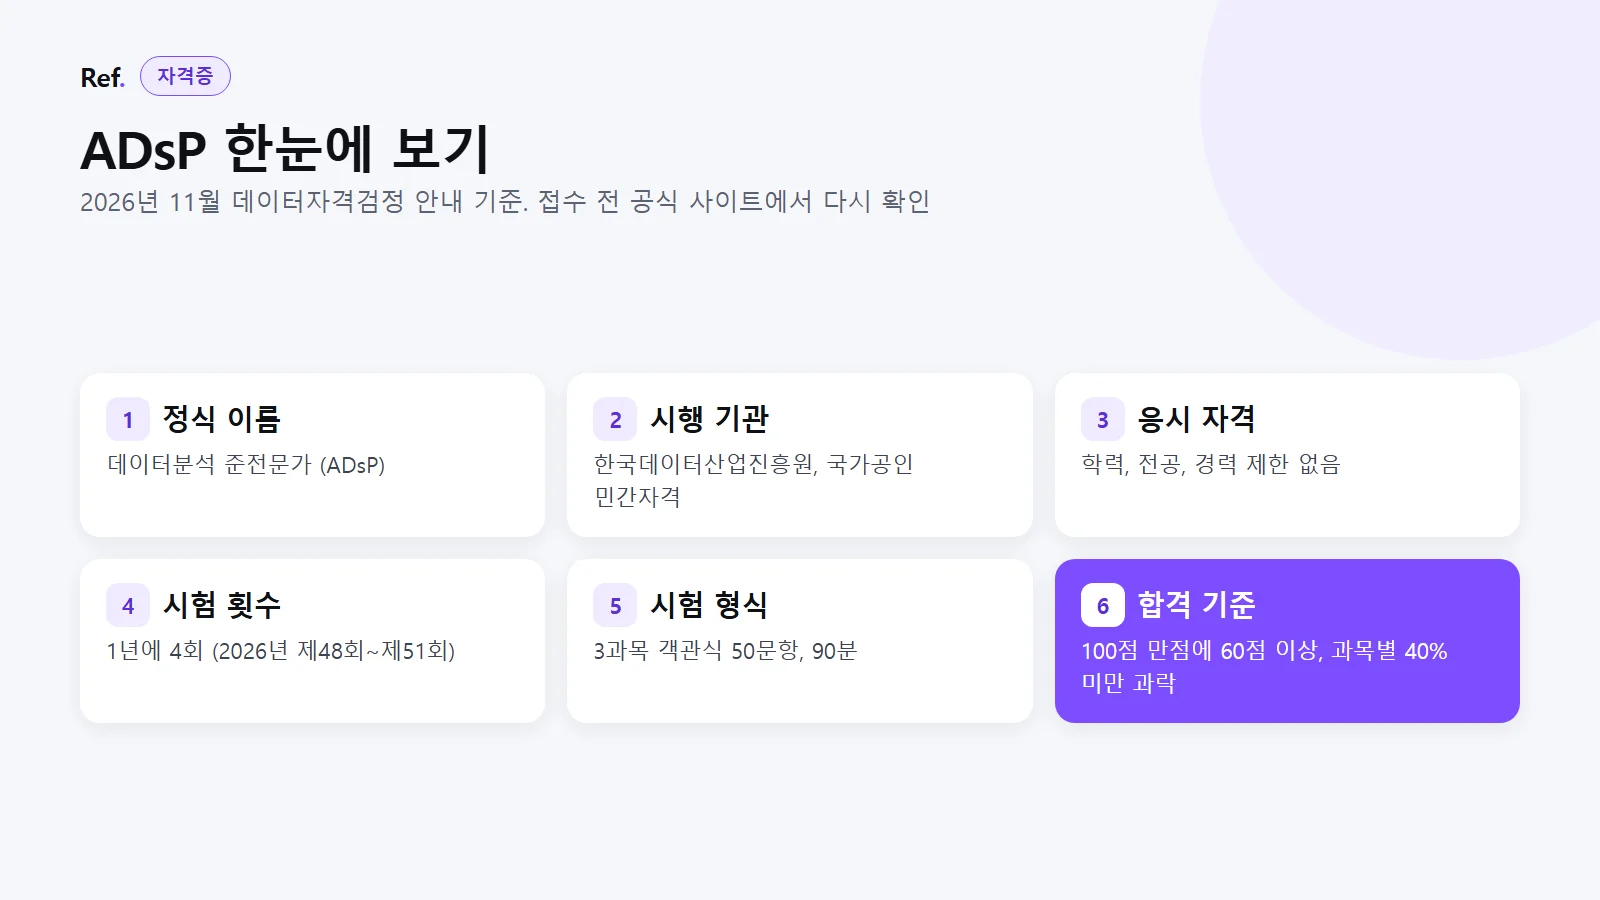 Ref. 자격증
ADsP 한눈에 보기
2026년 11월 데이터자격검정 안내 기준. 접수 전 공식 사이트에서 다시 확인
1 정식 이름
데이터분석 준전문가 (ADsP)
2 시행 기관
한국데이터산업진흥원, 국가공인
민간자격
3 응시 자격
학력, 전공, 경력 제한 없음
4 시험 횟수
1년에 4회 (2026년 제48회~제51회)
5 시험 형식
3과목 객관식 50문항, 90분
6 합격 기준
100점 만점에 60점 이상, 과목별 40%
미만 과락